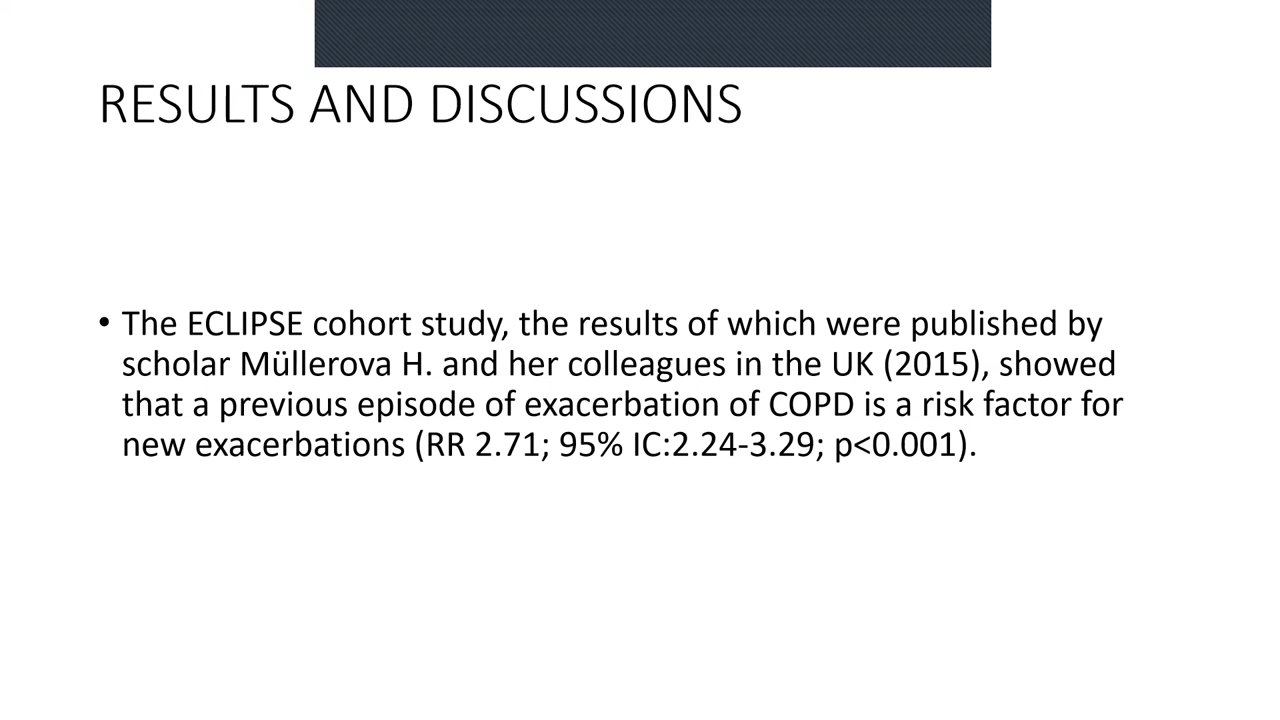 RESULTS AND DISCUSSIONS
• The ECLIPSE cohort study, the results of which were published by
scholar Müllerova H. and her colleagues in the UK (2015), showed
that a previous episode of exacerbation of COPD is a risk factor for
new exacerbations (RR 2.71; 95% IC:2.24-3.29; p<0.001).